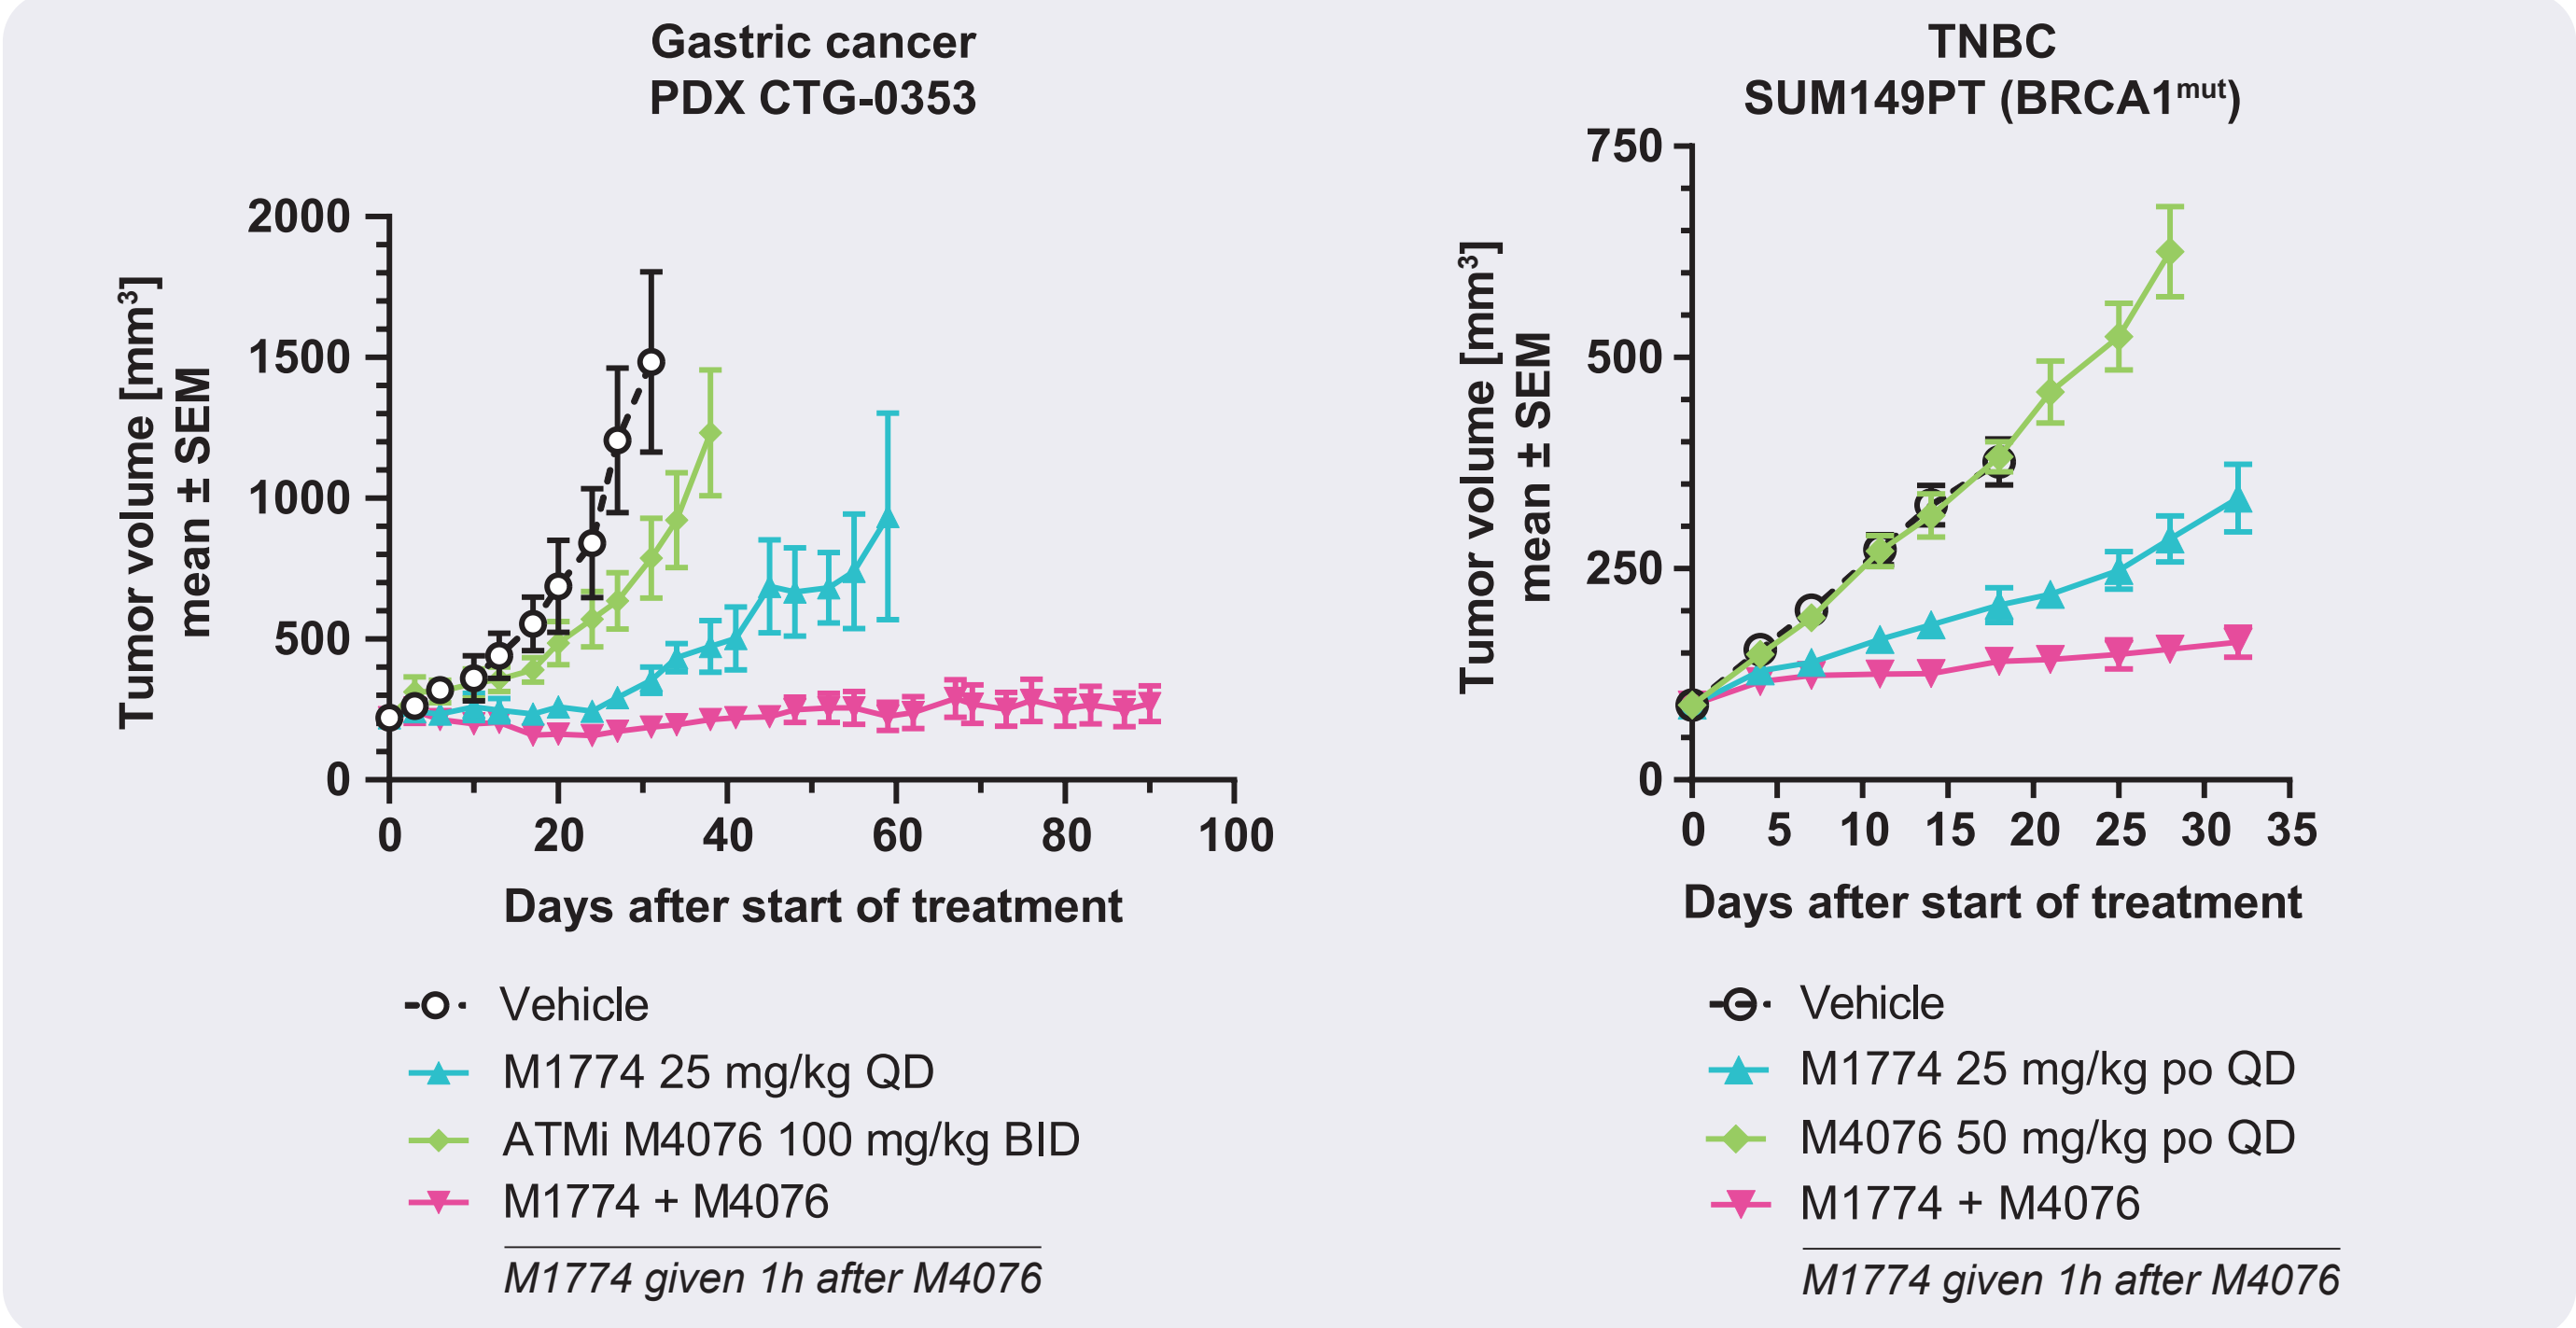 Gastric cancer
PDX CTG-0353
Tumor volume [mm³]
mean ± SEM
2000
1500
1000
500
0
0 20 40 60 80 100
Days after start of treatment
Vehicle
M1774 25 mg/kg QD
ATMi M4076 100 mg/kg BID
M1774 + M4076
M1774 given 1h after M4076
TNBC
SUM149PT (BRCA1ᵐᵘᵗ)
Tumor volume [mm³]
mean ± SEM
750
500
250
0
0 5 10 15 20 25 30 35
Days after start of treatment
Vehicle
M1774 25 mg/kg po QD
M4076 50 mg/kg po QD
M1774 + M4076
M1774 given 1h after M4076